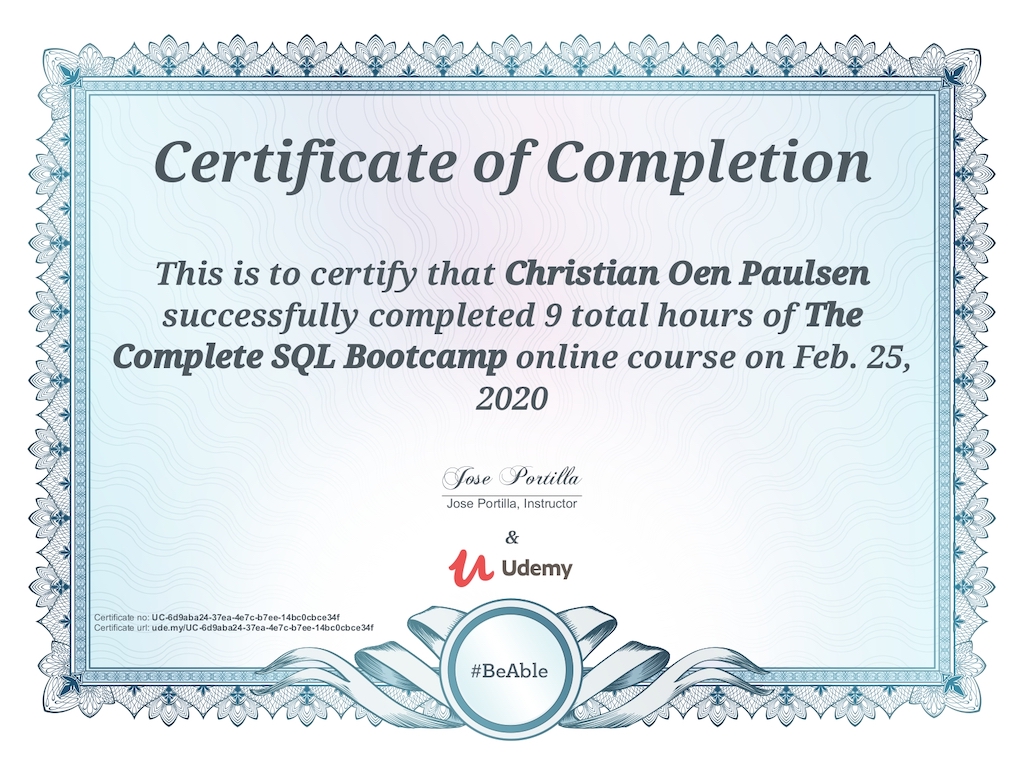 Certificate of Completion
This is to certify that Christian Oen Paulsen
successfully completed 9 total hours of The
Complete SQL Bootcamp online course on Feb. 25,
2020
Jose Portilla
Jose Portilla, Instructor
&
Udemy
Certificate no: UC-6d9aba24-37ea-4e7c-b7ee-14bc0cbce34f
Certificate url: ude.my/UC-6d9aba24-37ea-4e7c-b7ee-14bc0cbce34f
#BeAble